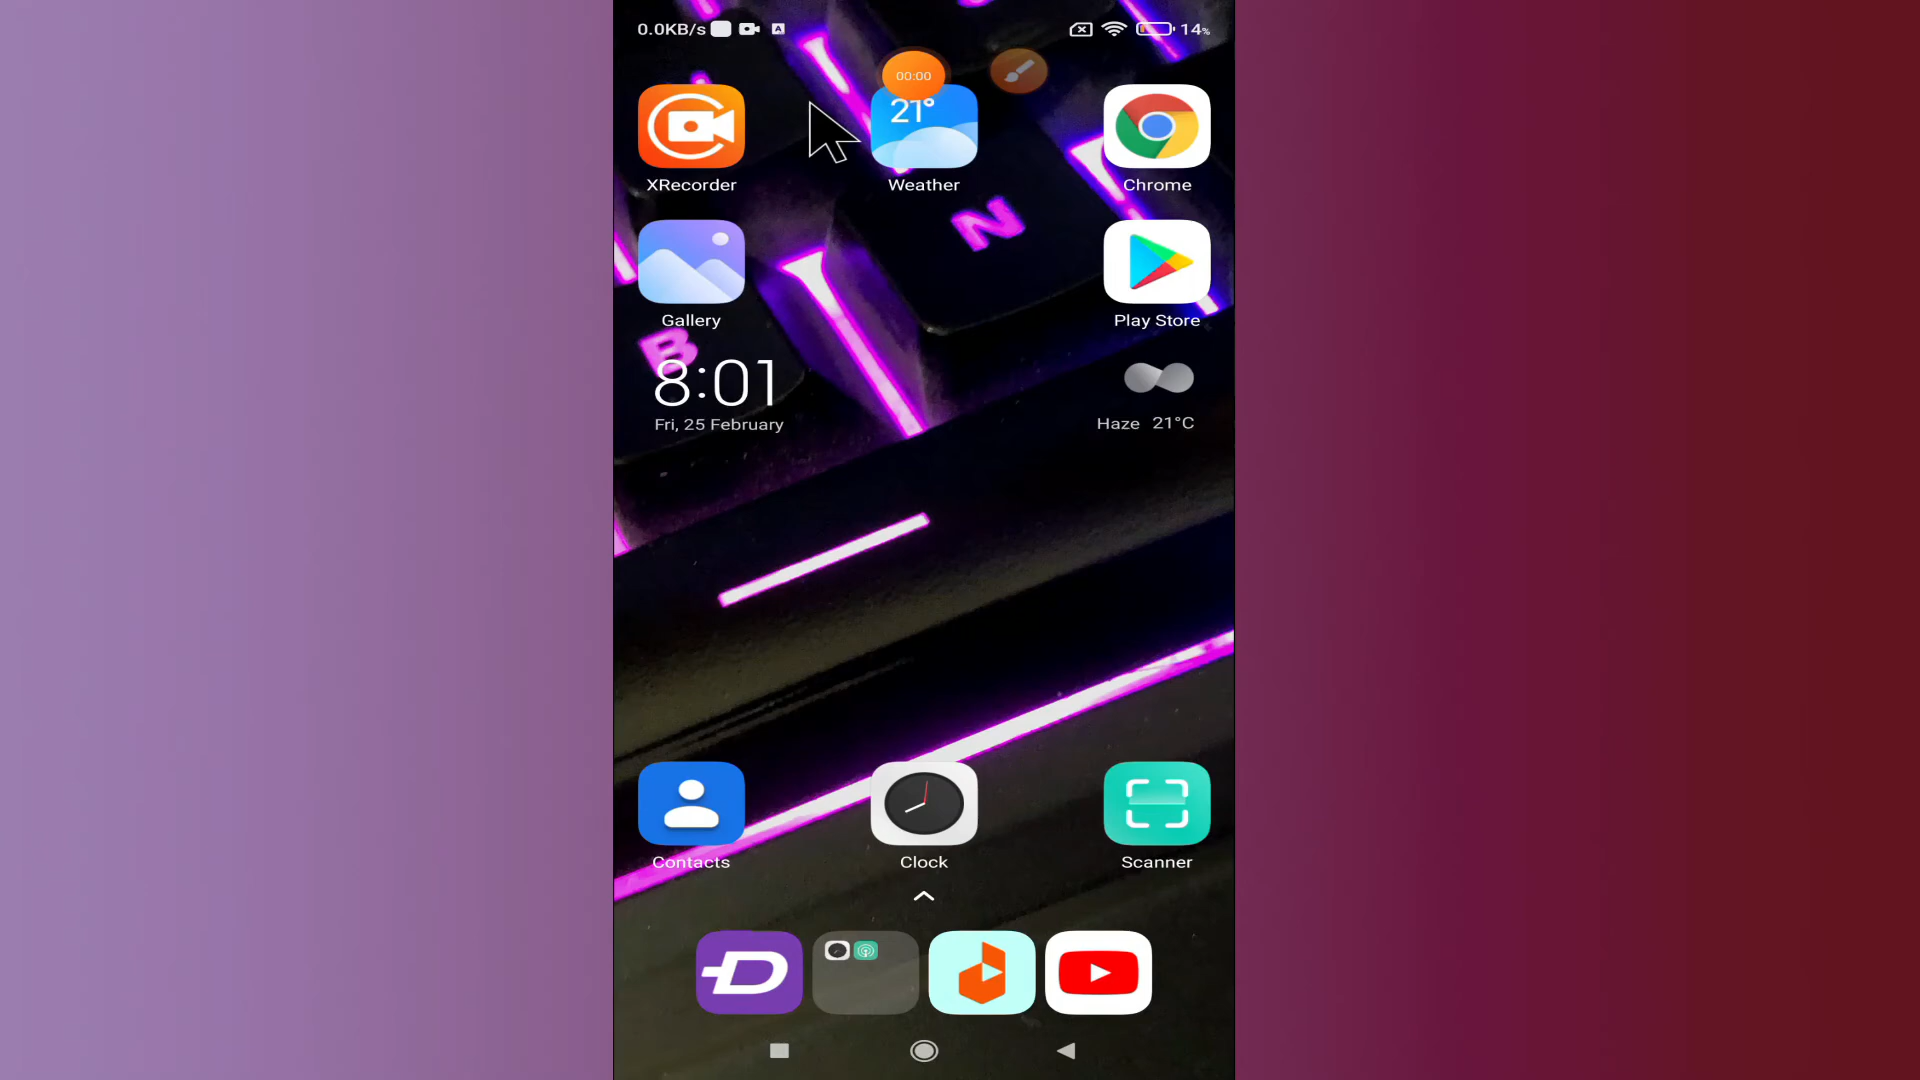 0.0KB/s A 14%
00:00
21°
XRecorder Weather Chrome
N
Gallery Play Store
B
8:01
Fri, 25 February Haze 21°C
Contacts Clock Scanner